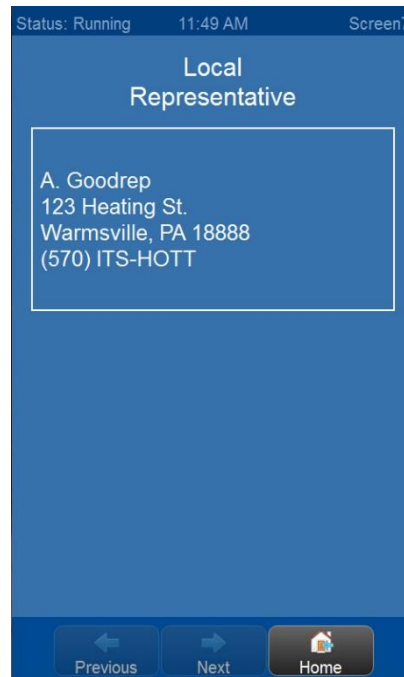 Status: Running 11:49 AM Screen7
Local
Representative
A. Goodrep
123 Heating St.
Warmsville, PA 18888
(570) ITS-HOTT
Previous Next Home